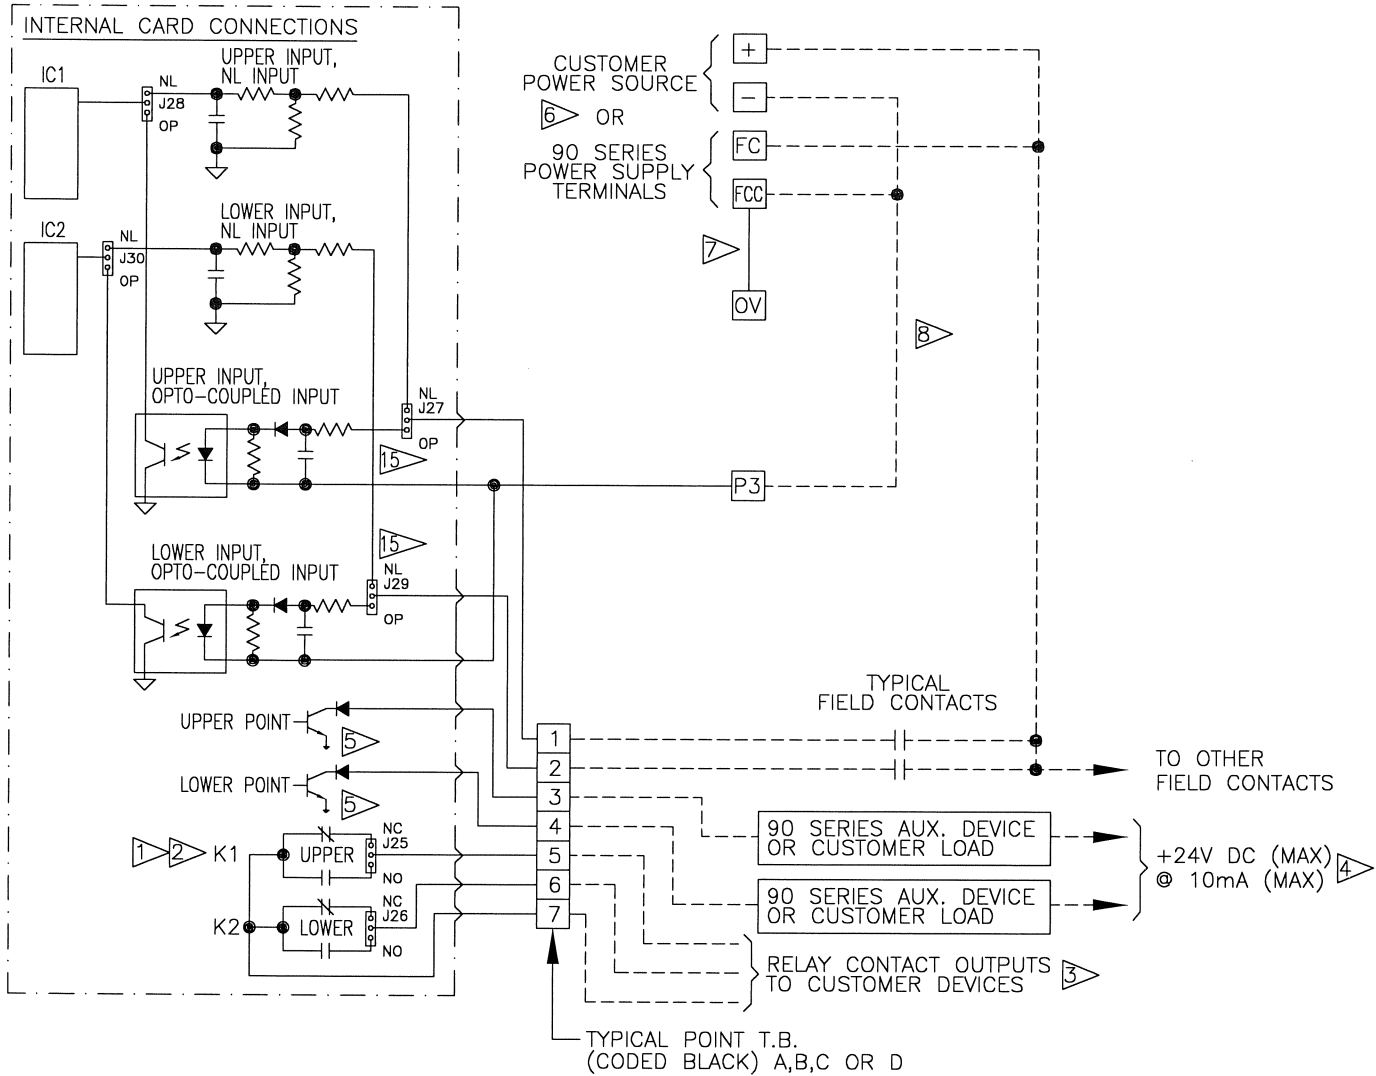 INTERNAL CARD CONNECTIONS
IC1
NL
J28
OP
UPPER INPUT,
NL INPUT
IC2
NL
J30
OP
LOWER INPUT,
NL INPUT
UPPER INPUT,
OPTO-COUPLED INPUT
NL
J27
OP
15
LOWER INPUT,
OPTO-COUPLED INPUT
15
NL
J29
OP
UPPER POINT
5
LOWER POINT
5
1
2
K1
UPPER
NC
J25
NO
K2
LOWER
NC
J26
NO
CUSTOMER
POWER SOURCE
6
OR
90 SERIES
POWER SUPPLY
TERMINALS
+
−
FC
FCC
7
0V
8
P3
TYPICAL
FIELD CONTACTS
1
2
3
4
5
6
7
TO OTHER
FIELD CONTACTS
90 SERIES AUX. DEVICE
OR CUSTOMER LOAD
90 SERIES AUX. DEVICE
OR CUSTOMER LOAD
+24V DC (MAX)
@ 10mA (MAX)
4
RELAY CONTACT OUTPUTS
TO CUSTOMER DEVICES
3
TYPICAL POINT T.B.
(CODED BLACK) A,B,C OR D